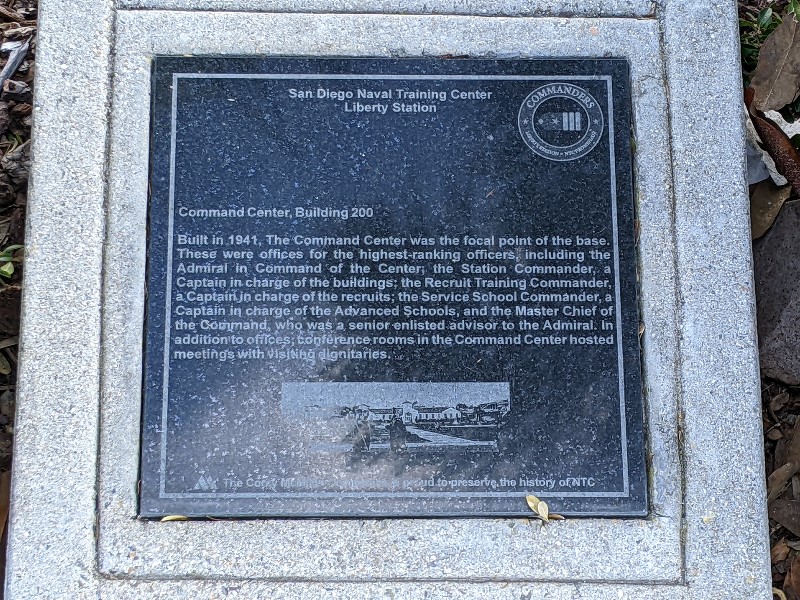 San Diego Naval Training Center
Liberty Station
COMMANDERS
Command Center, Building 200
Built in 1941, The Command Center was the focal point of the base.
These were offices for the highest-ranking officers, including the
Admiral in Command of the Center; the Station Commander, a
Captain in charge of the buildings; the Recruit Training Commander,
a Captain in charge of the recruits; the Service School Commander, a
Captain in charge of the Advanced Schools, and the Master Chief of
the Command, who was a senior enlisted advisor to the Admiral. In
addition to offices, conference rooms in the Command Center hosted
meetings with visiting dignitaries.
The Corky McMillin is proud to preserve the history of NTC